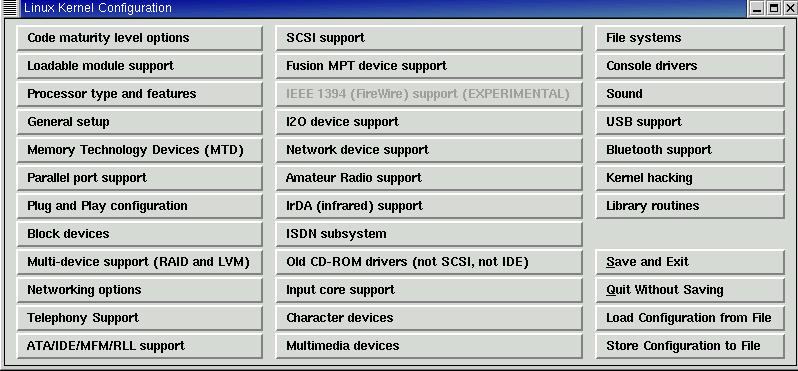 Linux Kernel Configuration
Code maturity level options
Loadable module support
Processor type and features
General setup
Memory Technology Devices (MTD)
Parallel port support
Plug and Play configuration
Block devices
Multi-device support (RAID and LVM)
Networking options
Telephony Support
ATA/IDE/MFM/RLL support
SCSI support
Fusion MPT device support
IEEE 1394 (FireWire) support (EXPERIMENTAL)
I2O device support
Network device support
Amateur Radio support
IrDA (infrared) support
ISDN subsystem
Old CD-ROM drivers (not SCSI, not IDE)
Input core support
Character devices
Multimedia devices
File systems
Console drivers
Sound
USB support
Bluetooth support
Kernel hacking
Library routines
Save and Exit
Quit Without Saving
Load Configuration from File
Store Configuration to File